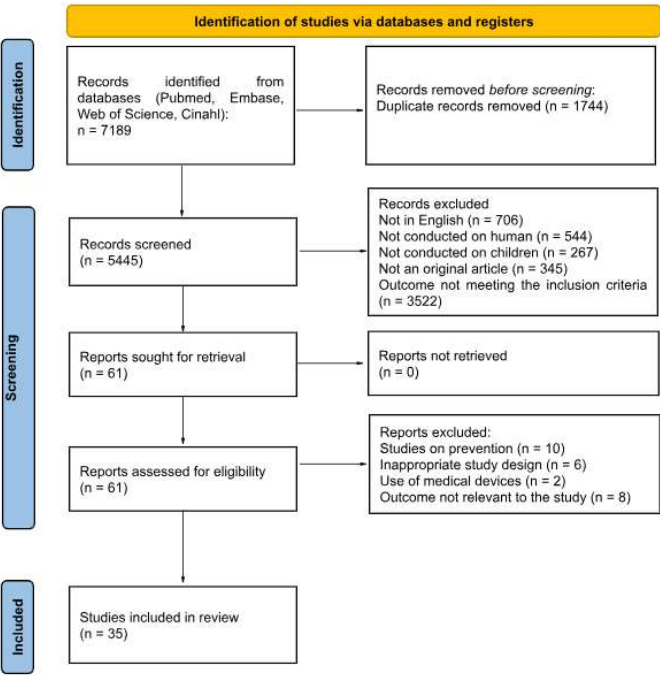 Identification of studies via databases and registers
Identification
Records identified from
databases (Pubmed, Embase,
Web of Science, Cinahl):
n = 7189
Records removed before screening:
Duplicate records removed (n = 1744)
Screening
Records screened
(n = 5445)
Records excluded
Not in English (n = 706)
Not conducted on human (n = 544)
Not conducted on children (n = 267)
Not an original article (n = 345)
Outcome not meeting the inclusion criteria
(n = 3522)
Reports sought for retrieval
(n = 61)
Reports not retrieved
(n = 0)
Reports assessed for eligibility
(n = 61)
Reports excluded:
Studies on prevention (n = 10)
Inappropriate study design (n = 6)
Use of medical devices (n = 2)
Outcome not relevant to the study (n = 8)
Included
Studies included in review
(n = 35)